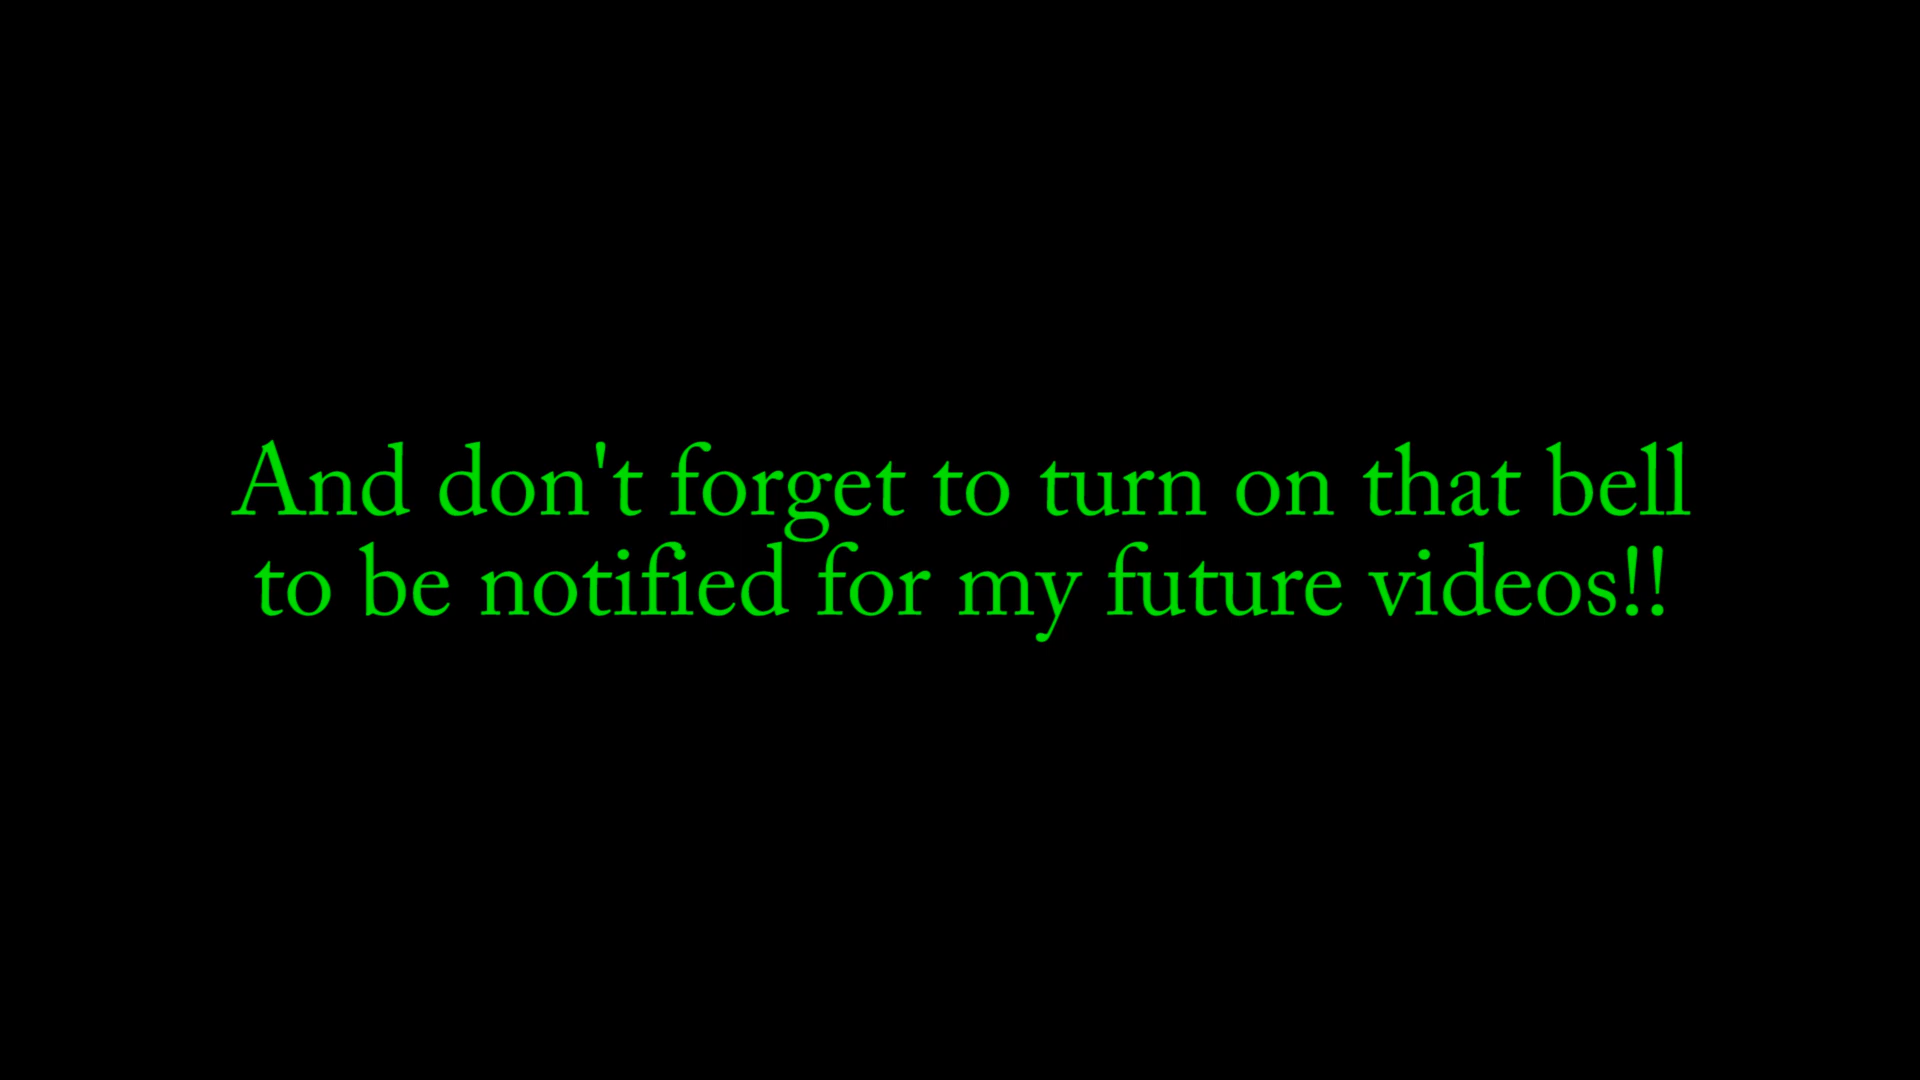 And don't forget to turn on that bell
to be notified for my future videos!!